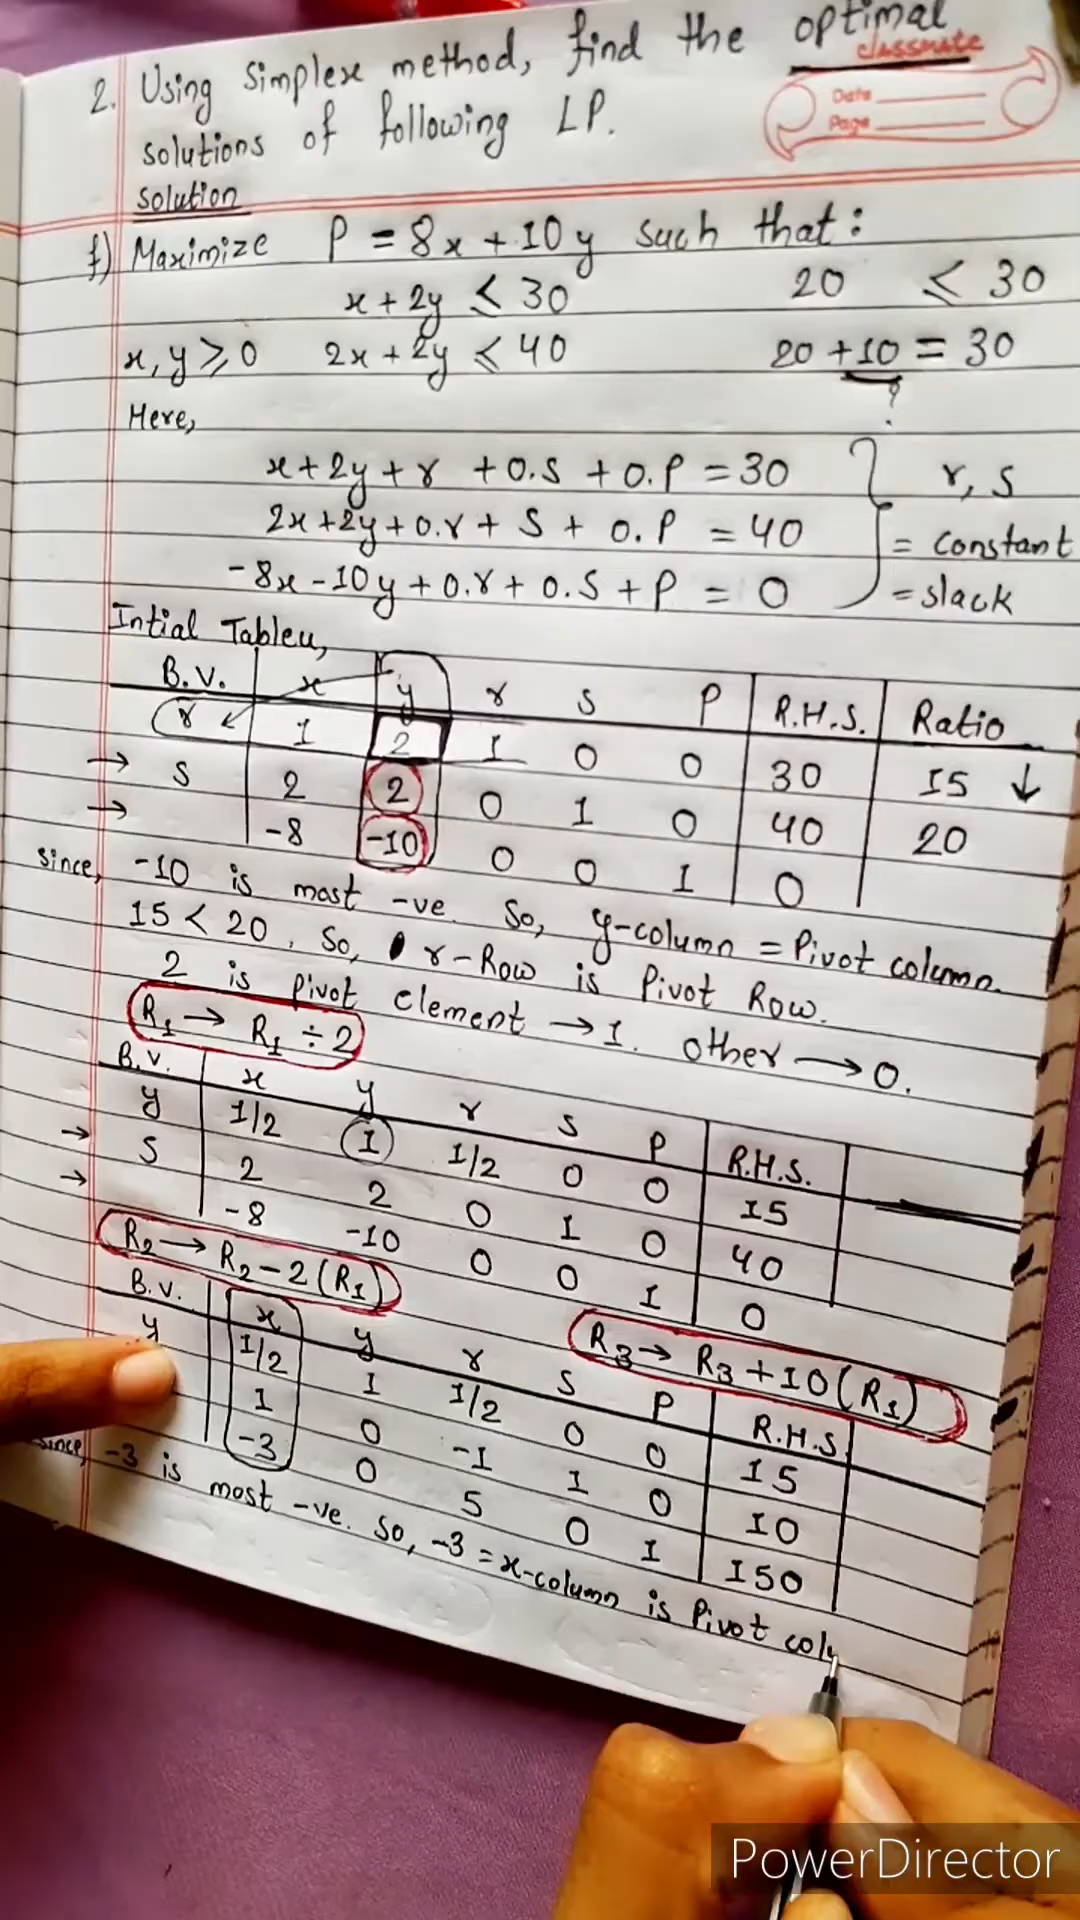 2. Using Simplex method, find the optimal
classmate
Date
Page
solutions of following LP.
solution
f) Maximize P = 8x + 10y such that:
x + 2y ≤ 30 20 ≤ 30
x, y ≥ 0 2x + 2y ≤ 40 20 + 10 = 30
?
Here,
x + 2y + r + 0.s + 0.P = 30 r, s
2x + 2y + 0.r + s + 0.P = 40 = constant
-8x - 10y + 0.r + 0.s + P = 0 = slack
Intial Tableu,
B.V. x y r s P R.H.S. Ratio
r 1 2 1 0 0 30 15 ↓
→ s 2 2 0 1 0 40 20
→ -8 -10 0 0 1 0
Since, -10 is most -ve. So, y-column = Pivot column.
15 < 20. So, r-Row is Pivot Row.
2 is pivot element → 1. other → 0.
R1 → R1 ÷ 2
B.V. x y r s P R.H.S.
y 1/2 1 1/2 0 0 15
→ s 2 2 0 1 0 40
→ -8 -10 0 0 1 0
R2 → R2 - 2(R1) R3 → R3 + 10(R1)
B.V. x y r s P R.H.S.
y 1/2 1 1/2 0 0 15
1 0 -1 1 0 10
-3 0 5 0 1 150
Since, -3 is most -ve. So, -3 = x-column is Pivot colu
PowerDirector